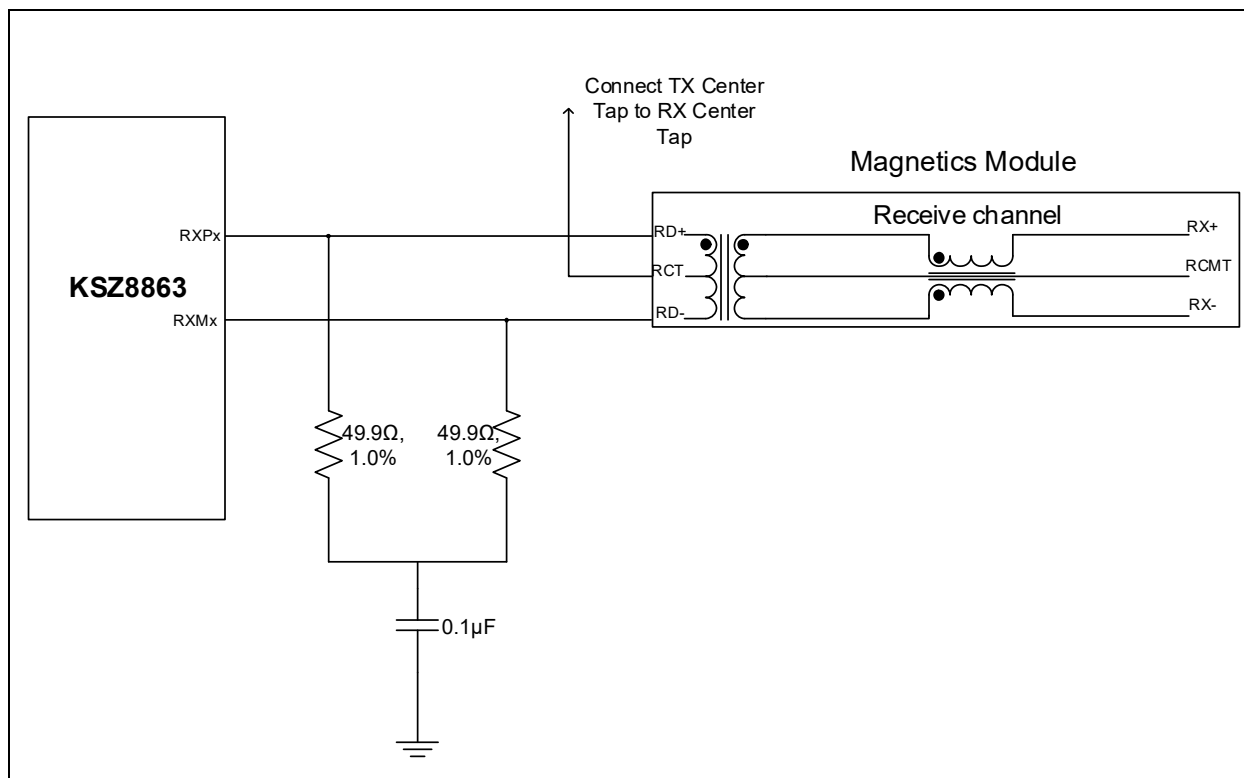 Connect TX Center
Tap to RX Center
Tap
Magnetics Module
Receive channel
RXPx
RD+
RX+
KSZ8863
RCT
RCMT
RXMx
RD-
RX-
49.9Ω,
1.0%
49.9Ω,
1.0%
0.1µF